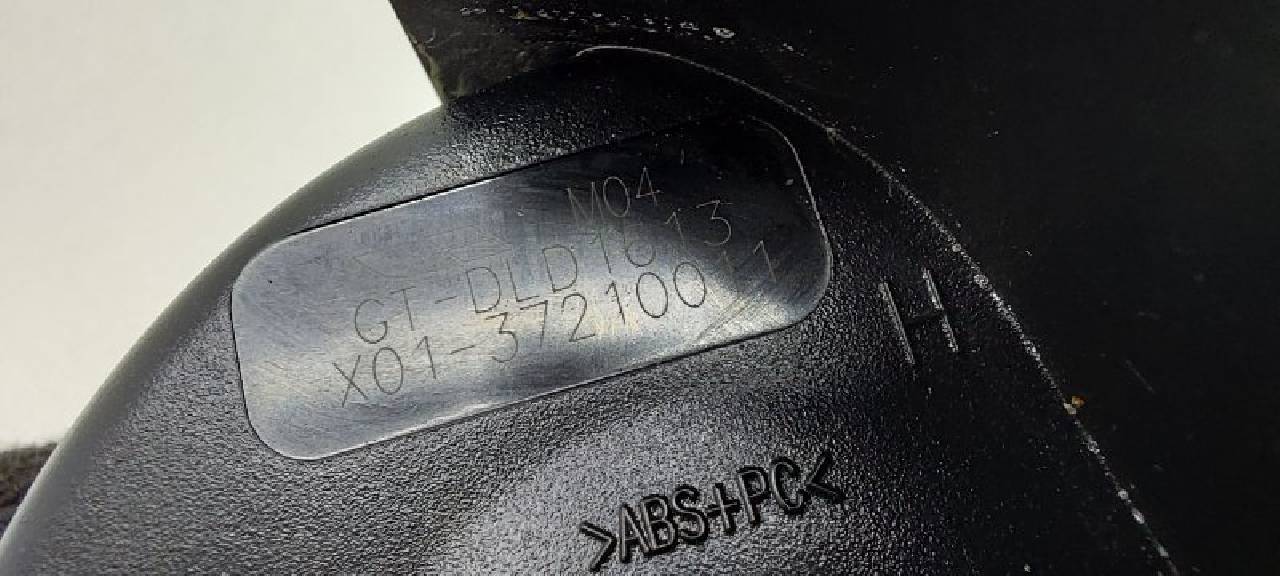 M04
GT-DLD1613
X01-37210011
H
>ABS+PC<